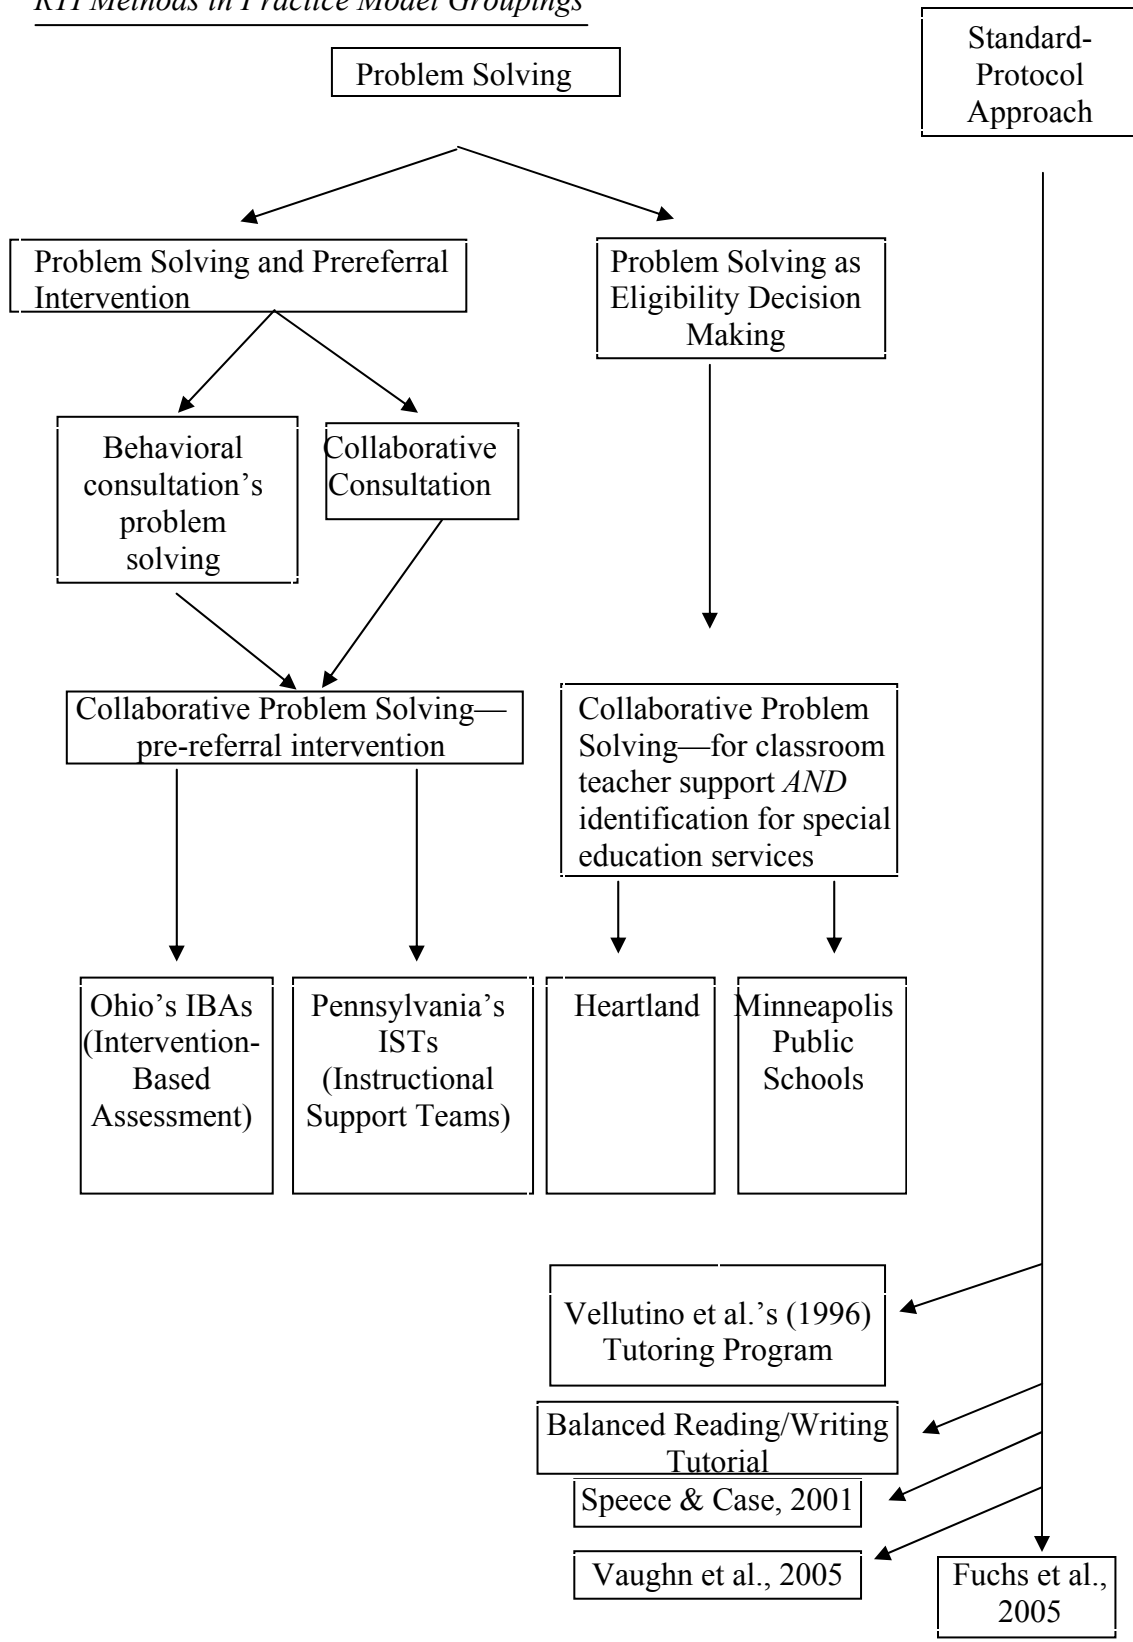 RTI Methods in Practice Model Groupings
Problem Solving
Standard-
Protocol
Approach
Problem Solving and Prereferral
Intervention
Problem Solving as
Eligibility Decision
Making
Behavioral
consultation’s
problem
solving
Collaborative
Consultation
Collaborative Problem Solving—
pre-referral intervention
Collaborative Problem
Solving—for classroom
teacher support AND
identification for special
education services
Ohio’s IBAs
(Intervention-
Based
Assessment)
Pennsylvania’s
ISTs
(Instructional
Support Teams)
Heartland
Minneapolis
Public
Schools
Vellutino et al.’s (1996)
Tutoring Program
Balanced Reading/Writing
Tutorial
Speece & Case, 2001
Vaughn et al., 2005
Fuchs et al.,
2005